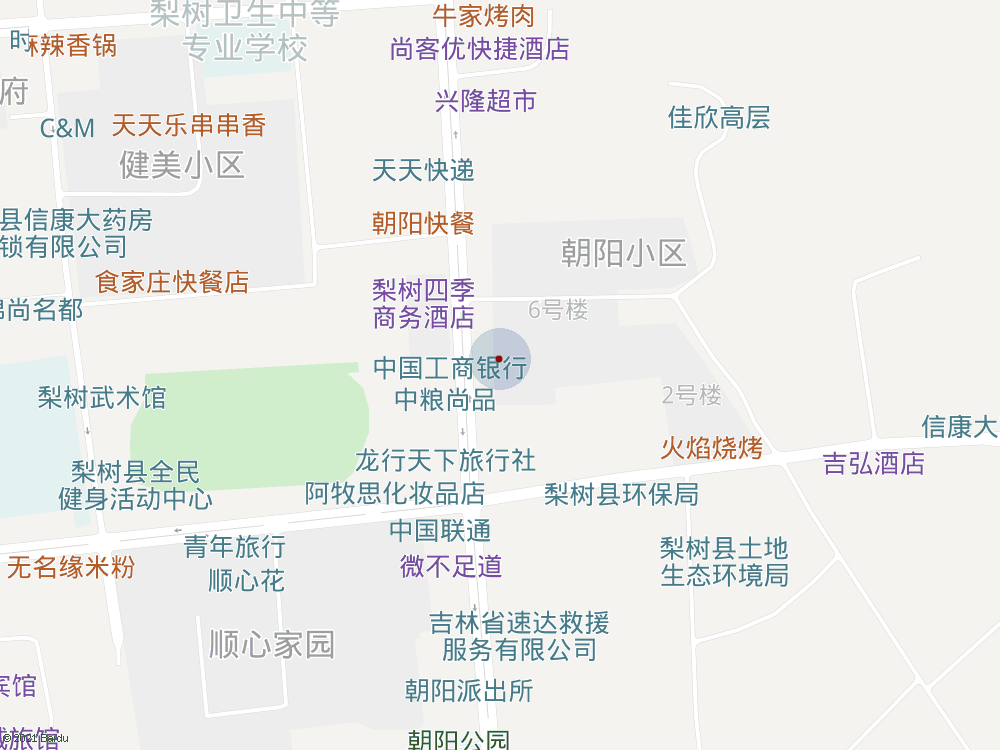 梨树卫生中等
专业学校
牛家烤肉
时
麻辣香锅
尚客优快捷酒店
府
兴隆超市
C&M
天天乐串串香
佳欣高层
健美小区
天天快递
县信康大药房
锁有限公司
朝阳快餐
朝阳小区
食家庄快餐店
梨树四季
商务酒店
尚名都
6号楼
中国工商银行
中粮尚品
梨树武术馆
2号楼
信康大
火焰烧烤
吉弘酒店
龙行天下旅行社
梨树县全民
健身活动中心
阿牧思化妆品店
梨树县环保局
中国联通
青年旅行
梨树县土地
生态环境局
无名缘米粉
微不足道
顺心花
吉林省速达救援
服务有限公司
顺心家园
宾馆
朝阳派出所
城旅馆
朝阳公园
© 2021 Baidu